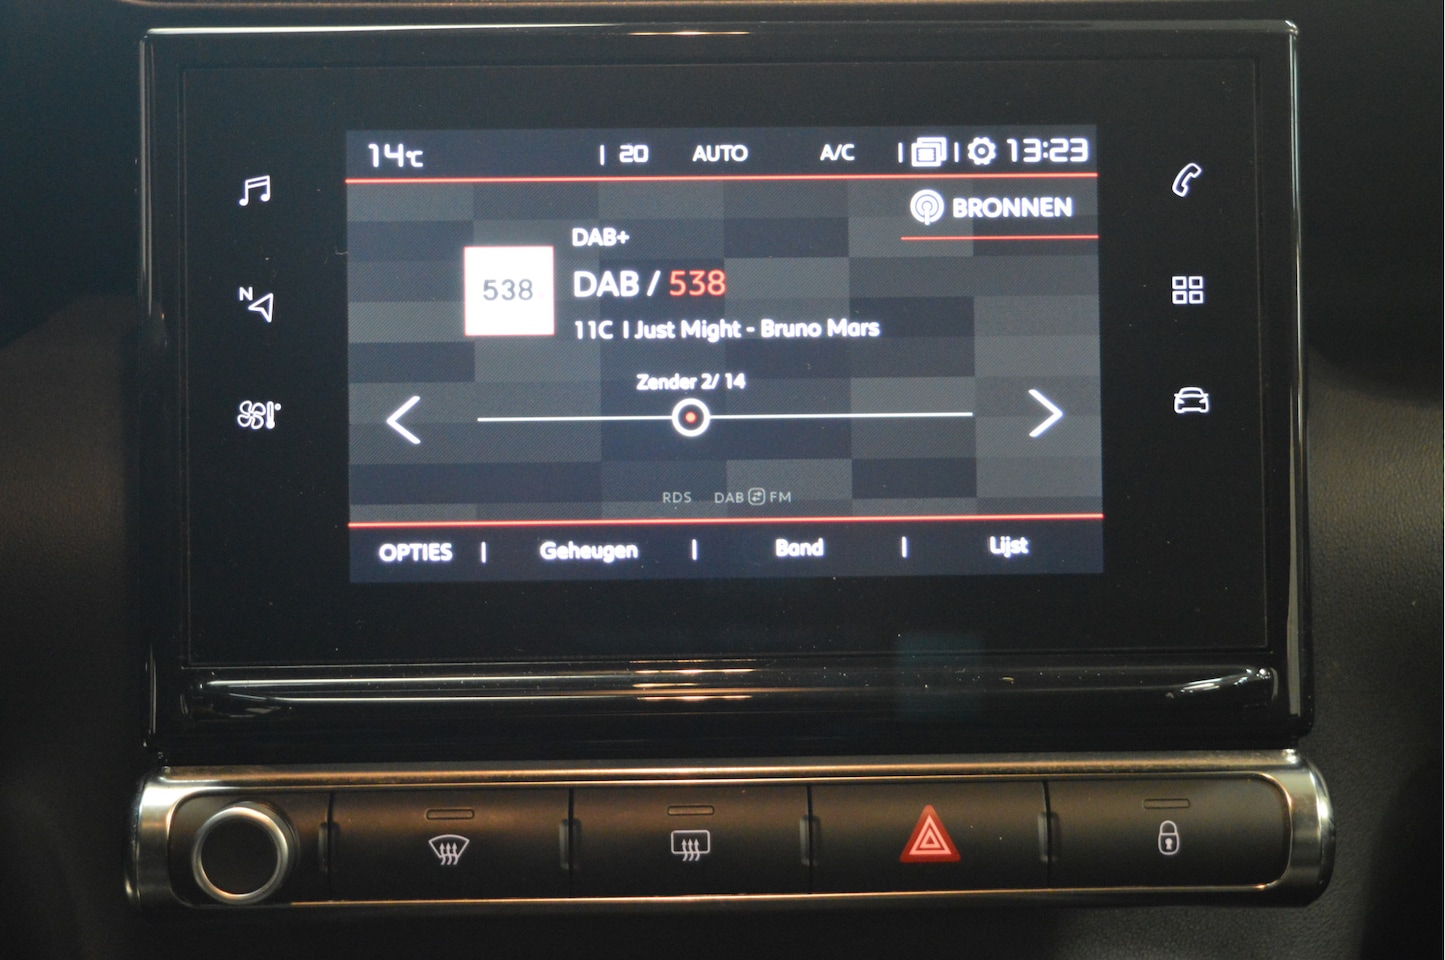 14°C | 20 AUTO A/C | | 13:23
BRONNEN
DAB+
538
DAB / 538
11C I Just Might - Bruno Mars
Zender 2/ 14
RDS DAB FM
OPTIES | Geheugen | Band | Lijst
N